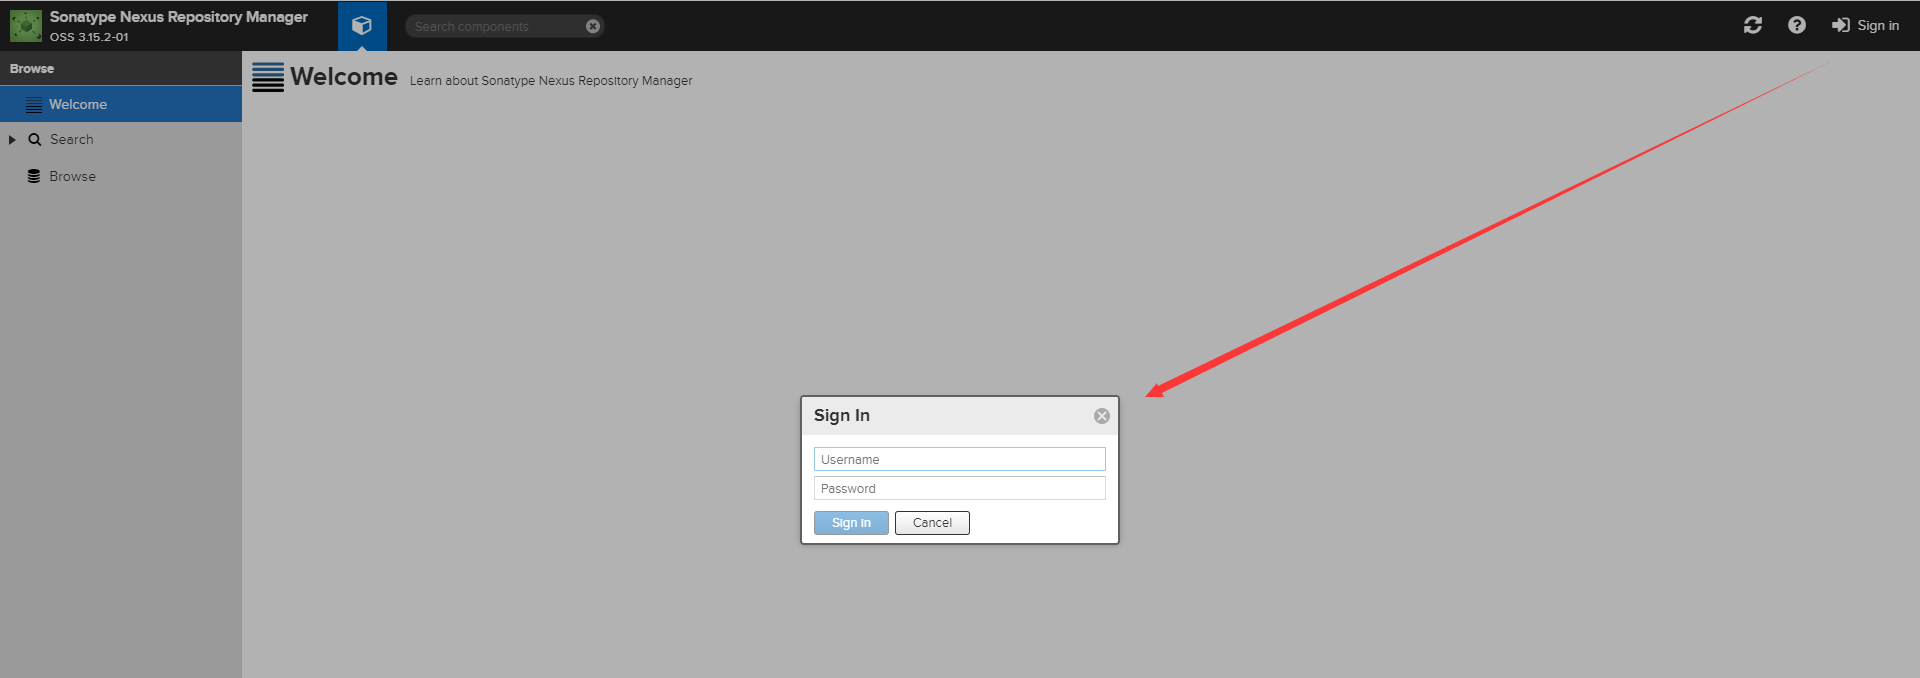 Sonatype Nexus Repository Manager
OSS 3.15.2-01
Search components
Sign in
Browse
Welcome
Search
Browse
Welcome Learn about Sonatype Nexus Repository Manager
Sign In
Username
Password
Sign in
Cancel